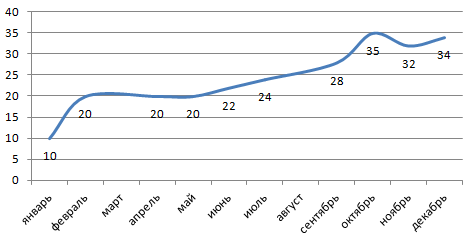 40
35
30
25
20
15
10
5
0
10
20
20
20
22
24
28
35
32
34
январь
февраль
март
апрель
май
июнь
июль
август
сентябрь
октябрь
ноябрь
декабрь